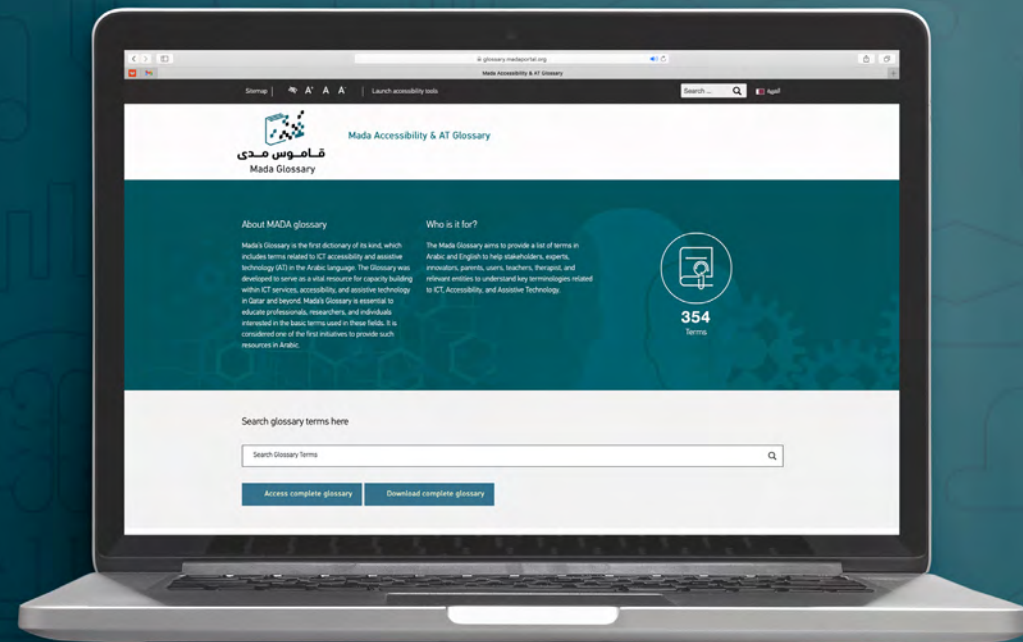 glossary.madaportal.org
Mada Accessibility & AT Glossary
Sitemap | A+ A A- | Launch accessibility tools
Search ...
العربية
قاموس مدى
Mada Glossary
Mada Accessibility & AT Glossary
About MADA glossary
Mada's Glossary is the first dictionary of its kind, which
includes terms related to ICT accessibility and assistive
technology (AT) in the Arabic language. The Glossary was
developed to serve as a vital resource for capacity building
within ICT services, accessibility, and assistive technology
in Qatar and beyond. Mada's Glossary is essential to
educate professionals, researchers, and individuals
interested in the basic terms used in these fields. It is
considered one of the first initiatives to provide such
resources in Arabic.
Who is it for?
The Mada Glossary aims to provide a list of terms in
Arabic and English to help stakeholders, experts,
innovators, parents, users, teachers, therapist, and
relevant entities to understand key terminologies related
to ICT, Accessibility, and Assistive Technology.
354
Terms
Search glossary terms here
Search Glossary Terms
Access complete glossary
Download complete glossary